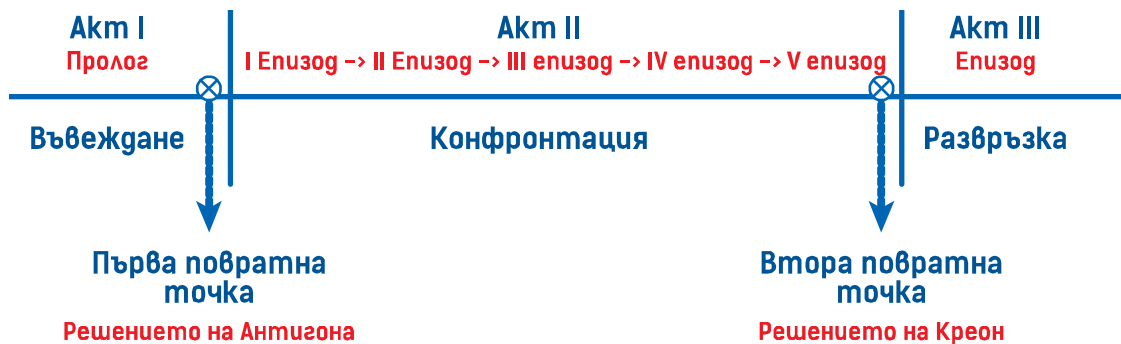 Акт I
Пролог
Акт II
I Епизод -> II Епизод -> III епизод -> IV епизод -> V епизод
Акт III
Епизод
Въвеждане
Конфронтация
Развръзка
Първа повратна
точка
Решението на Антигона
Втора повратна
точка
Решението на Креон